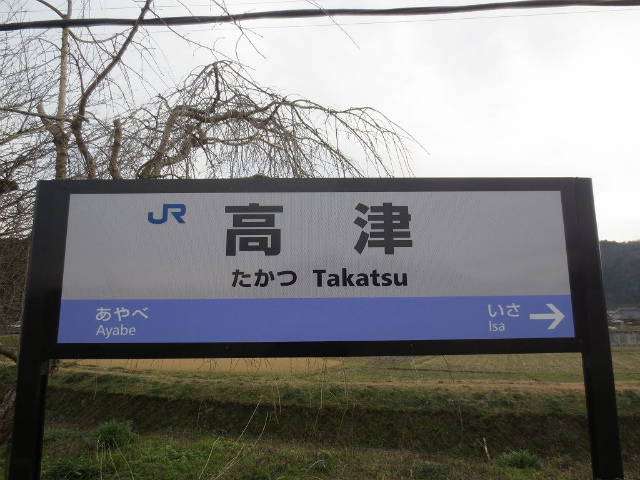 JR 高津
たかつ Takatsu
あやべ いさ →
Ayabe Isa